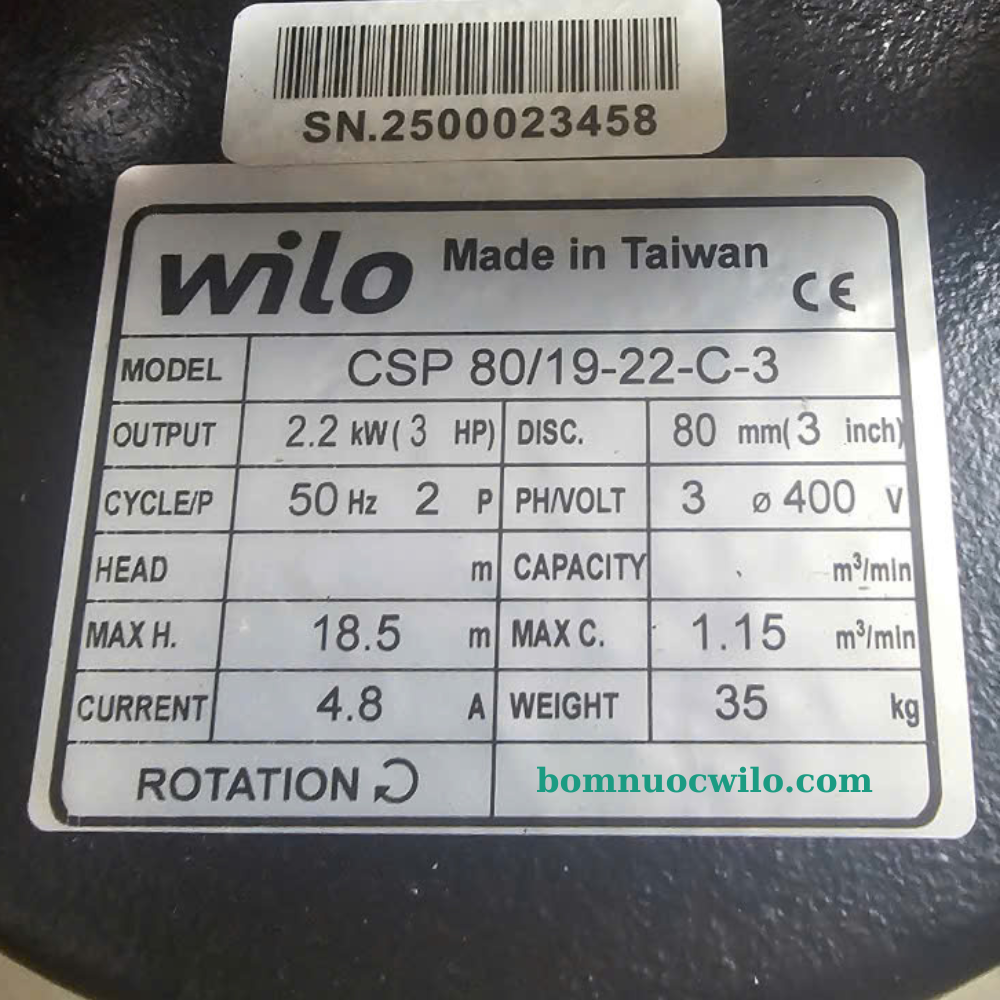 SN.2500023458
wilo Made in Taiwan CE
MODEL CSP 80/19-22-C-3
OUTPUT 2.2 kW( 3 HP) DISC. 80 mm( 3 inch)
CYCLE/P 50 Hz 2 P PH/VOLT 3 ø 400 V
HEAD m CAPACITY m³/min
MAX H. 18.5 m MAX C. 1.15 m³/min
CURRENT 4.8 A WEIGHT 35 kg
ROTATION bomnuocwilo.com